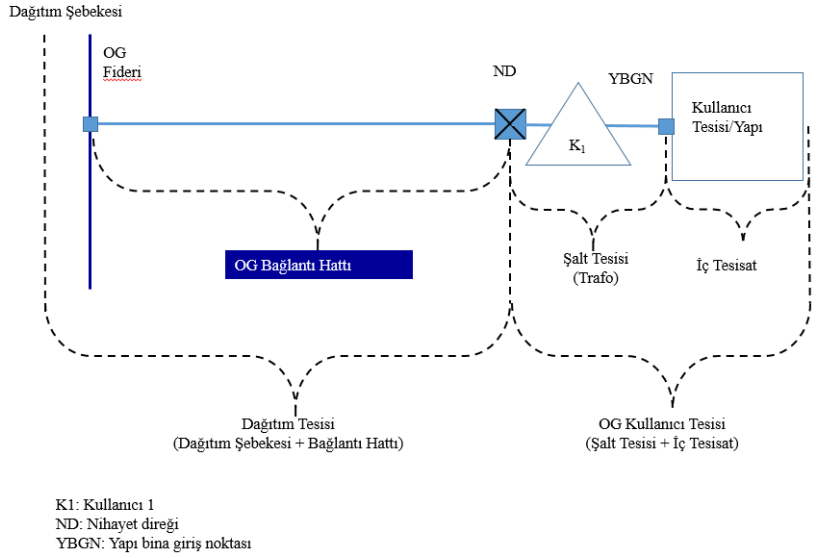 Dağıtım Şebekesi
OG
Fideri
ND
YBGN
Kullanıcı
Tesisi/Yapı
K1
OG Bağlantı Hattı
Şalt Tesisi
(Trafo)
İç Tesisat
Dağıtım Tesisi
(Dağıtım Şebekesi + Bağlantı Hattı)
OG Kullanıcı Tesisi
(Şalt Tesisi + İç Tesisat)
K1: Kullanıcı 1
ND: Nihayet direği
YBGN: Yapı bina giriş noktası